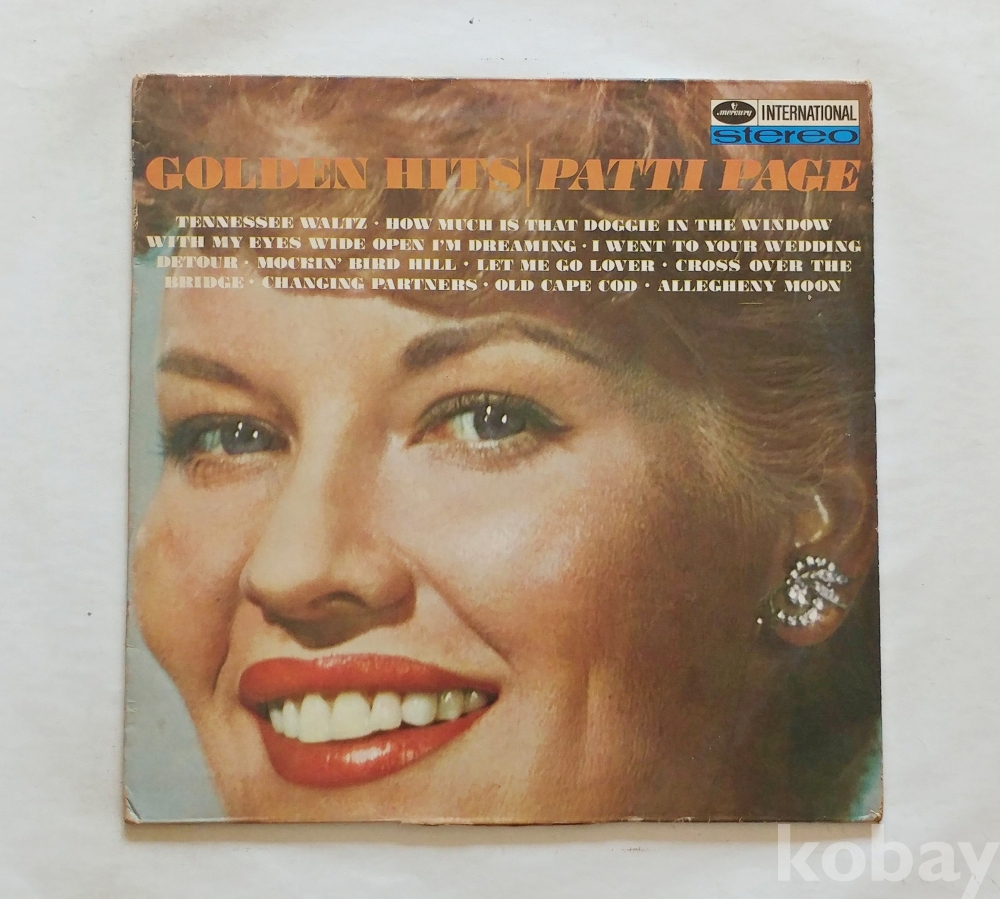 mercury INTERNATIONAL
stereo
GOLDEN HITS PATTI PAGE
TENNESSEE WALTZ · HOW MUCH IS THAT DOGGIE IN THE WINDOW
WITH MY EYES WIDE OPEN I'M DREAMING · I WENT TO YOUR WEDDING
DETOUR · MOCKIN' BIRD HILL · LET ME GO LOVER · CROSS OVER THE
BRIDGE · CHANGING PARTNERS · OLD CAPE COD · ALLEGHENY MOON
kobay